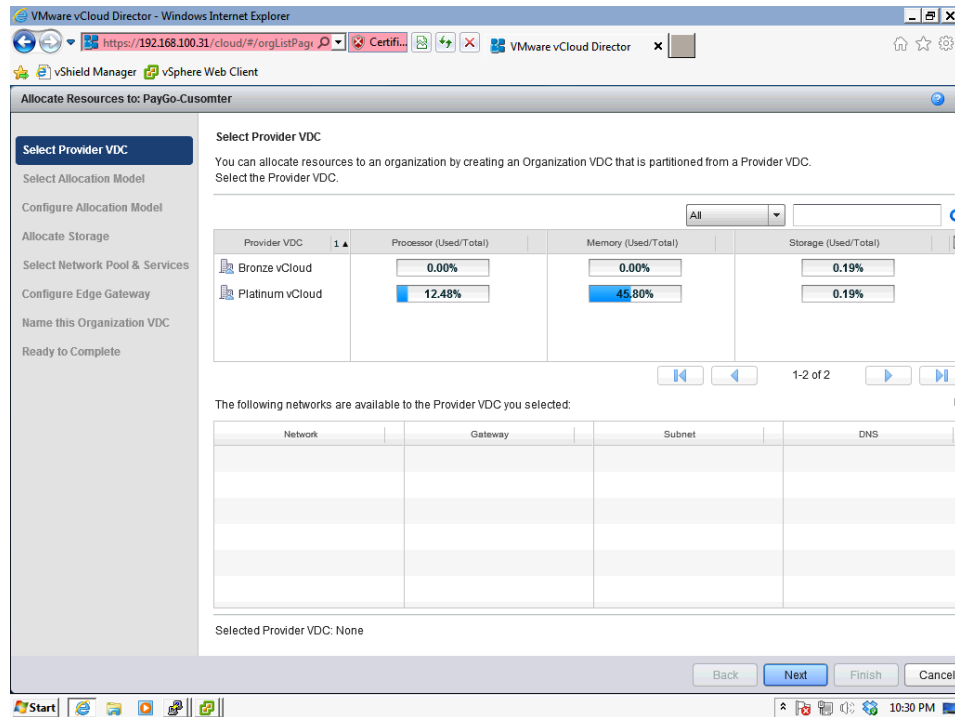 VMware vCloud Director - Windows Internet Explorer
https://192.168.100.31/cloud/#/orgListPage
Certifi...
VMware vCloud Director
vShield Manager
vSphere Web Client
Allocate Resources to: PayGo-Cusomter
Select Provider VDC
Select Allocation Model
Configure Allocation Model
Allocate Storage
Select Network Pool & Services
Configure Edge Gateway
Name this Organization VDC
Ready to Complete
Select Provider VDC
You can allocate resources to an organization by creating an Organization VDC that is partitioned from a Provider VDC.
Select the Provider VDC.
All
Provider VDC 1 Processor (Used/Total) Memory (Used/Total) Storage (Used/Total)
Bronze vCloud 0.00% 0.00% 0.19%
Platinum vCloud 12.48% 45.80% 0.19%
1-2 of 2
The following networks are available to the Provider VDC you selected:
Network Gateway Subnet DNS
Selected Provider VDC: None
Back Next Finish Cancel
Start 10:30 PM